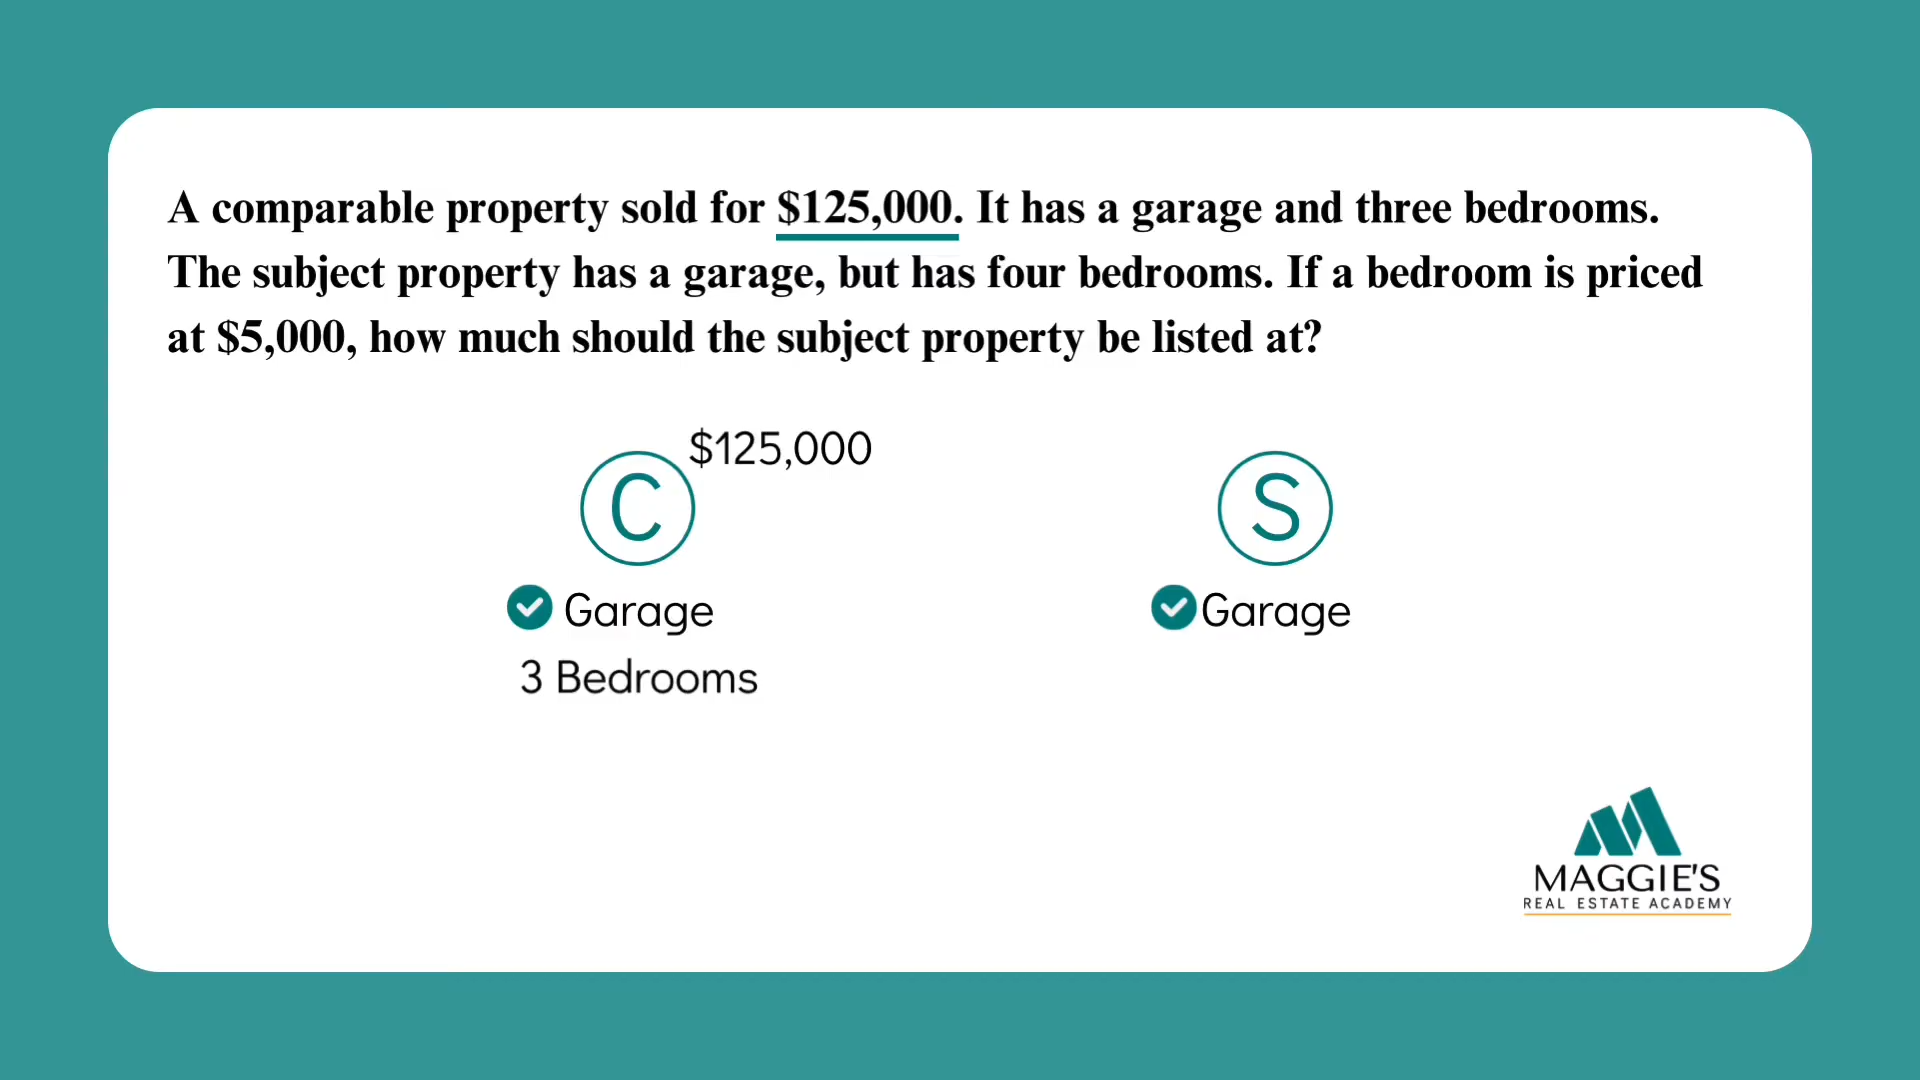 A comparable property sold for $125,000. It has a garage and three bedrooms.
The subject property has a garage, but has four bedrooms. If a bedroom is priced
at $5,000, how much should the subject property be listed at?
$125,000
C
S
Garage
Garage
3 Bedrooms
MAGGIE'S
REAL ESTATE ACADEMY